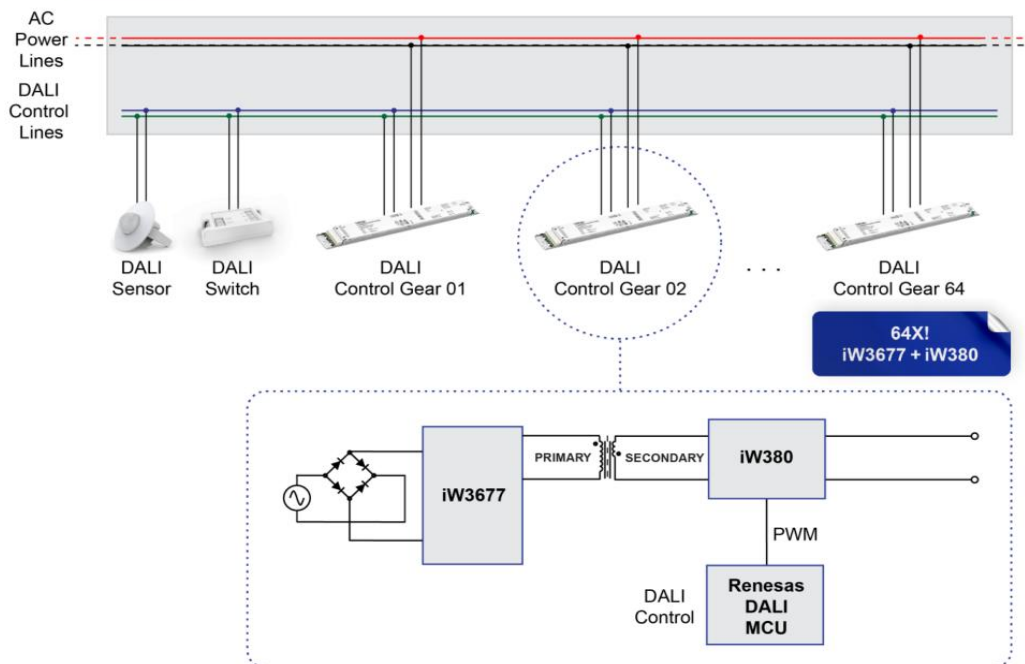 AC
Power
Lines
DALI
Control
Lines
DALI
Sensor
DALI
Switch
DALI
Control Gear 01
DALI
Control Gear 02
. . .
DALI
Control Gear 64
64X!
iW3677 + iW380
iW3677
PRIMARY
SECONDARY
iW380
PWM
DALI
Control
Renesas
DALI
MCU